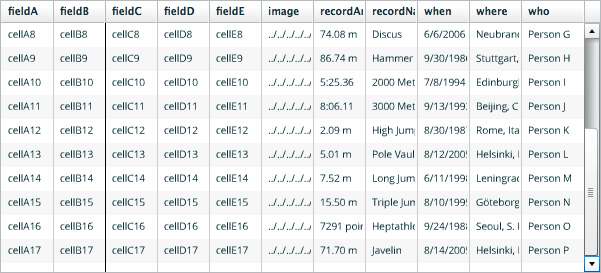 fieldA fieldB fieldC fieldD fieldE image recordAr recordNa when where who
cellA8 cellB8 cellC8 cellD8 cellE8 ../../../../ 74.08 m Discus 6/6/2006 Neubran Person G
cellA9 cellB9 cellC9 cellD9 cellE9 ../../../../ 86.74 m Hammer 9/30/198 Stuttgart, Person H
cellA10 cellB10 cellC10 cellD10 cellE10 ../../../../ 5:25.36 2000 Met 7/8/1994 Edinburgl Person I
cellA11 cellB11 cellC11 cellD11 cellE11 ../../../../ 8:06.11 3000 Met 9/13/199 Beijing, C Person J
cellA12 cellB12 cellC12 cellD12 cellE12 ../../../../ 2.09 m High Jum 8/30/198 Rome, Ita Person K
cellA13 cellB13 cellC13 cellD13 cellE13 ../../../../ 5.01 m Pole Vaul 8/12/200 Helsinki, Person L
cellA14 cellB14 cellC14 cellD14 cellE14 ../../../../ 7.52 m Long Jum 6/11/198 Leningrad Person M
cellA15 cellB15 cellC15 cellD15 cellE15 ../../../../ 15.50 m Triple Jum 8/10/199 Göteborg Person N
cellA16 cellB16 cellC16 cellD16 cellE16 ../../../../ 7291 poin Heptathl 9/24/198 Seoul, S. Person O
cellA17 cellB17 cellC17 cellD17 cellE17 ../../../../ 71.70 m Javelin 8/14/200 Helsinki, Person P